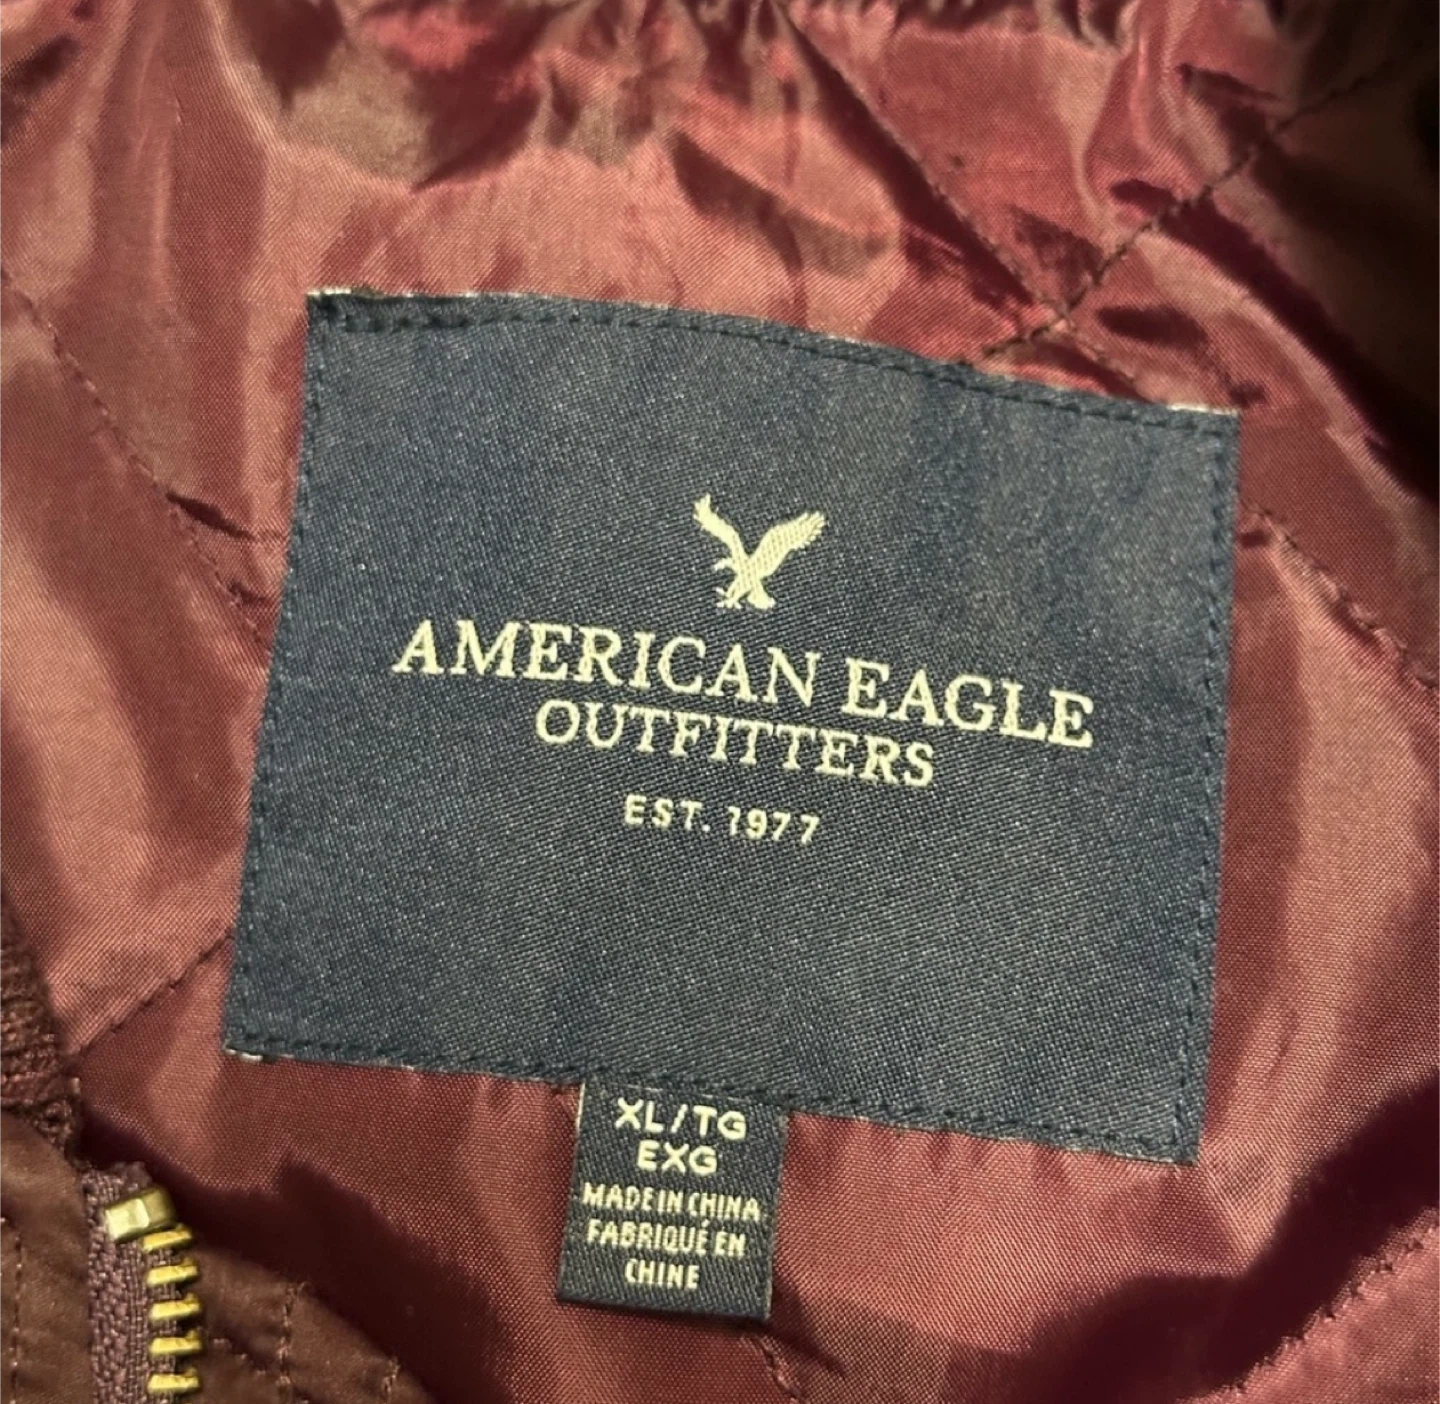 AMERICAN EAGLE
OUTFITTERS
EST. 1977
XL/TG
EXG
MADE IN CHINA
FABRIQUÉ EN
CHINE